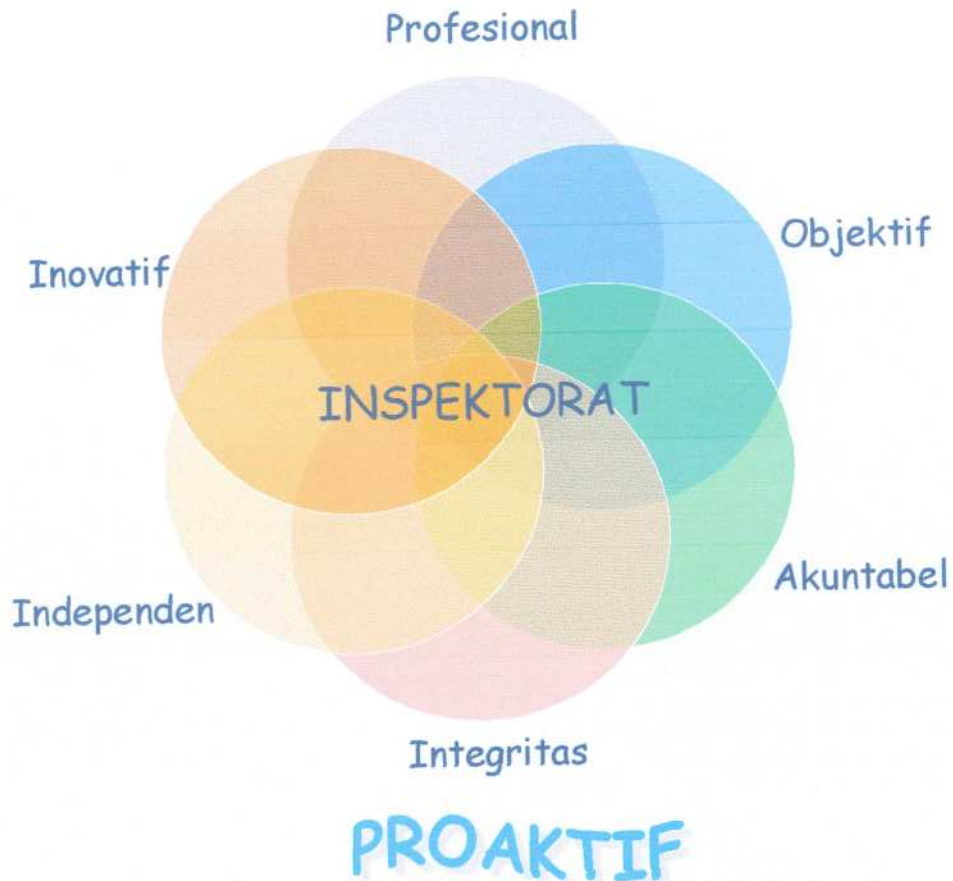 Profesional
Objektif
Inovatif
INSPEKTORAT
Akuntabel
Independen
Integritas
PROAKTIF